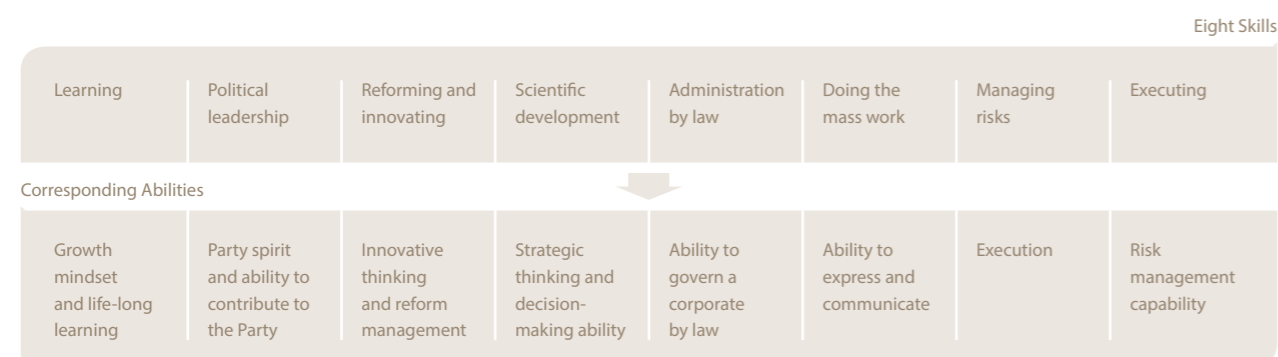 Eight Skills
Learning
Political
leadership
Reforming and
innovating
Scientific
development
Administration
by law
Doing the
mass work
Managing
risks
Executing
Corresponding Abilities
Growth
mindset
and life-long
learning
Party spirit
and ability to
contribute to
the Party
Innovative
thinking
and reform
management
Strategic
thinking and
decision-
making ability
Ability to
govern a
corporate
by law
Ability to
express and
communicate
Execution
Risk
management
capability